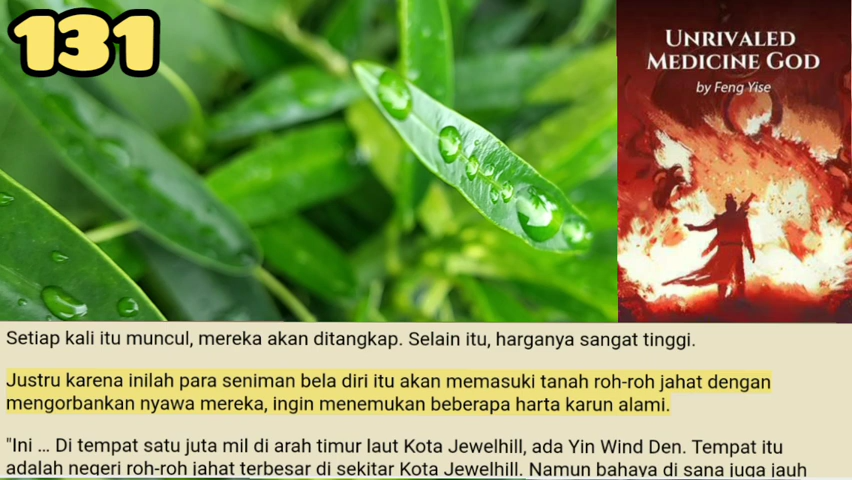 131
UNRIVALED
MEDICINE GOD
by Feng Yise
Setiap kali itu muncul, mereka akan ditangkap. Selain itu, harganya sangat tinggi.
Justru karena inilah para seniman bela diri itu akan memasuki tanah roh-roh jahat dengan
mengorbankan nyawa mereka, ingin menemukan beberapa harta karun alami.
"Ini ... Di tempat satu juta mil di arah timur laut Kota Jewelhill, ada Yin Wind Den. Tempat itu
adalah negeri roh-roh jahat terbesar di sekitar Kota Jewelhill. Namun bahaya di sana juga jauh